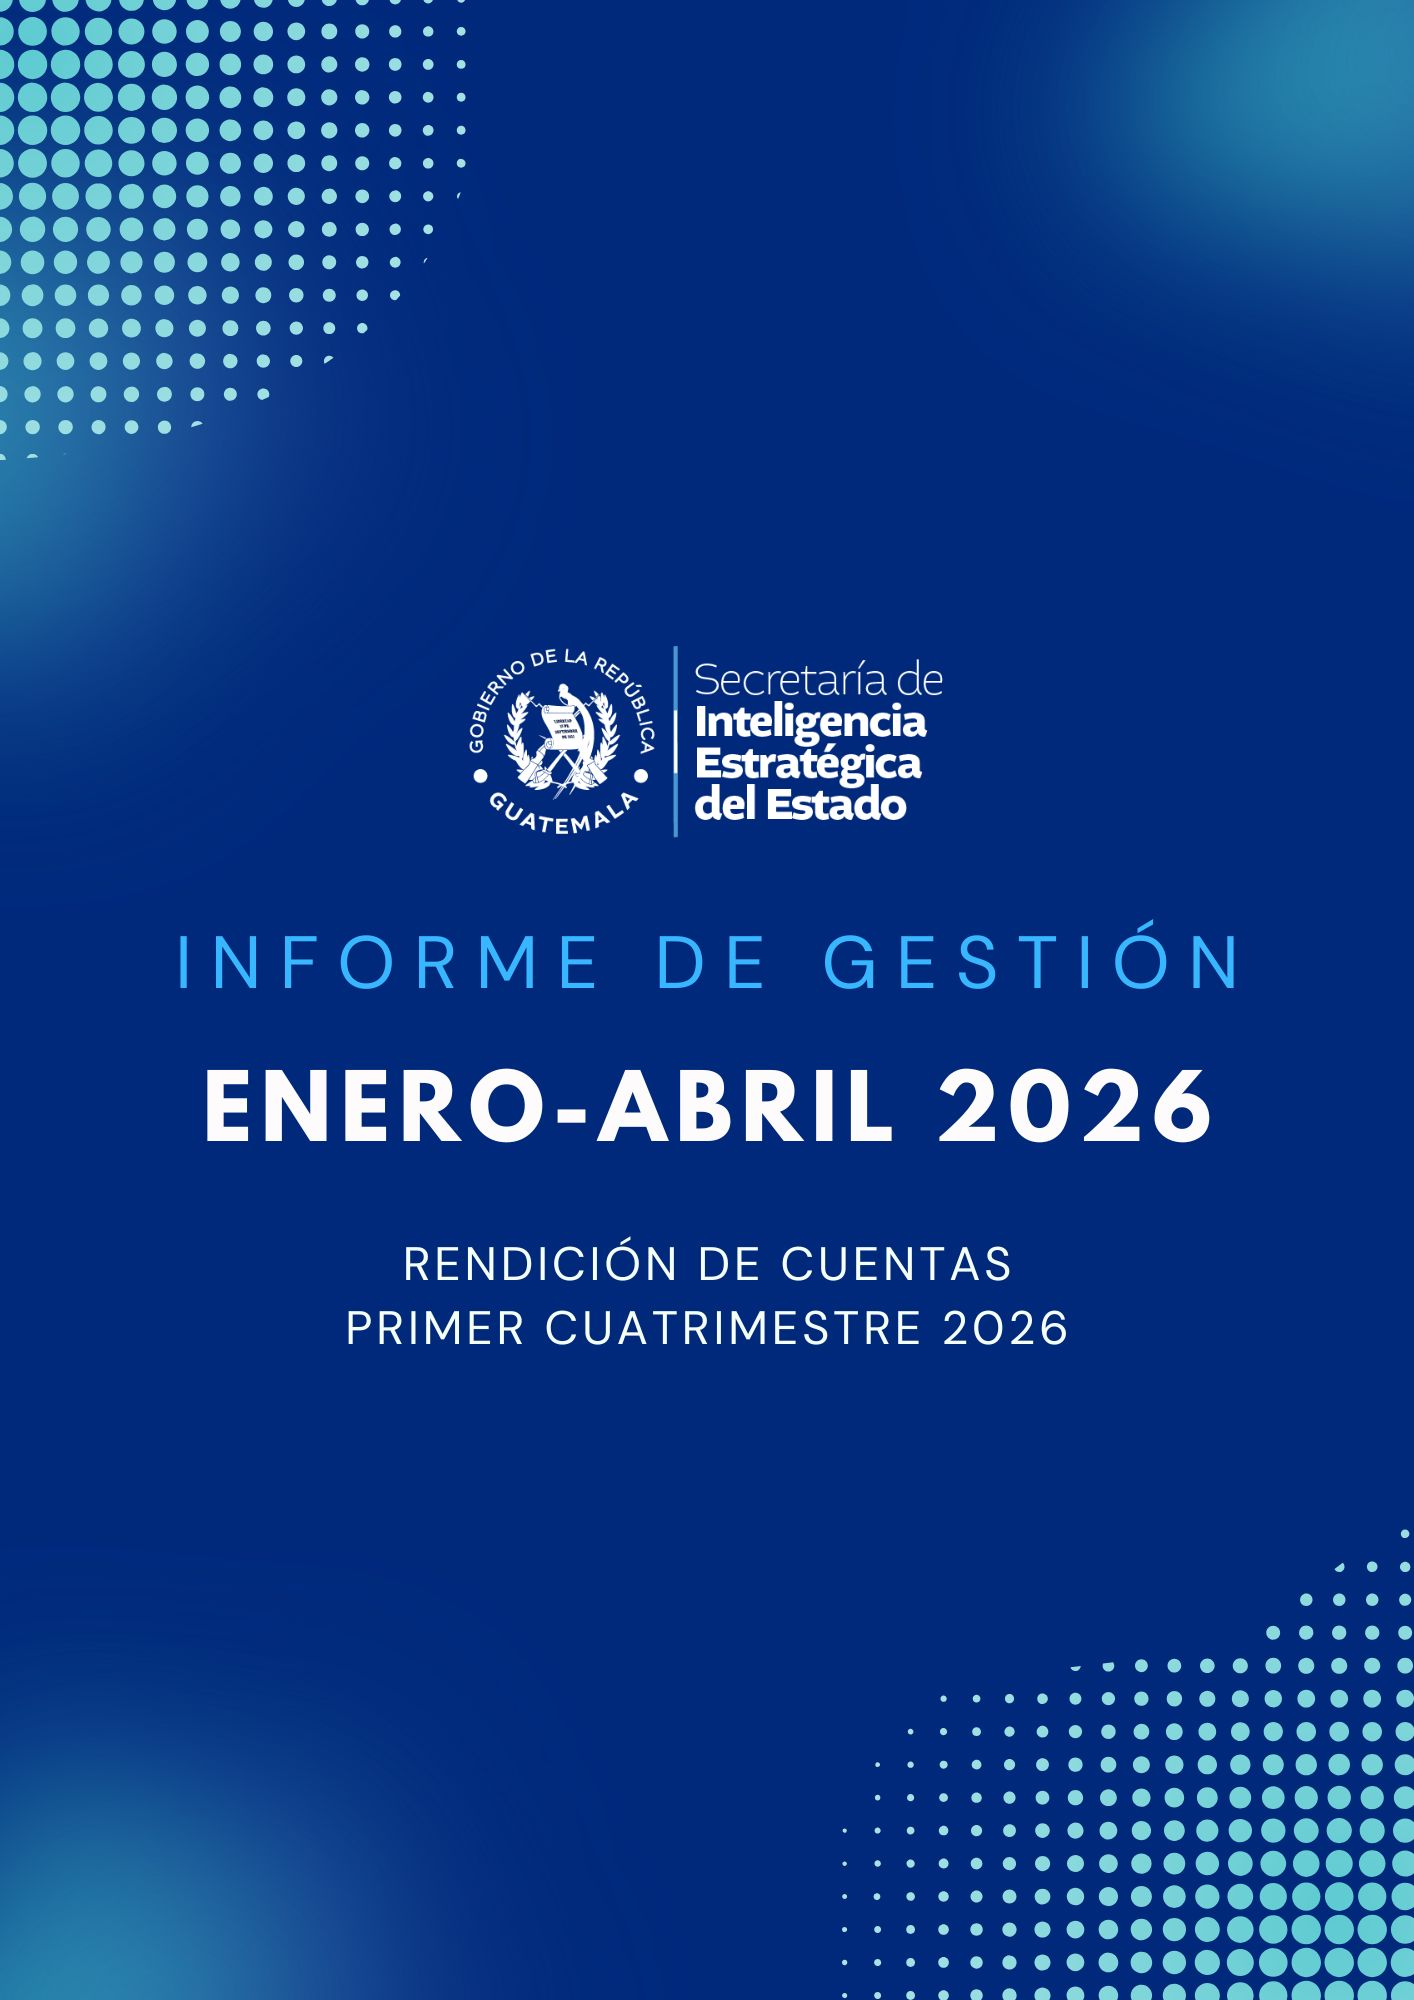 GOBIERNO DE LA REPÚBLICA
GUATEMALA
Secretaría de
Inteligencia
Estratégica
del Estado
INFORME DE GESTIÓN
ENERO-ABRIL 2026
RENDICIÓN DE CUENTAS
PRIMER CUATRIMESTRE 2026